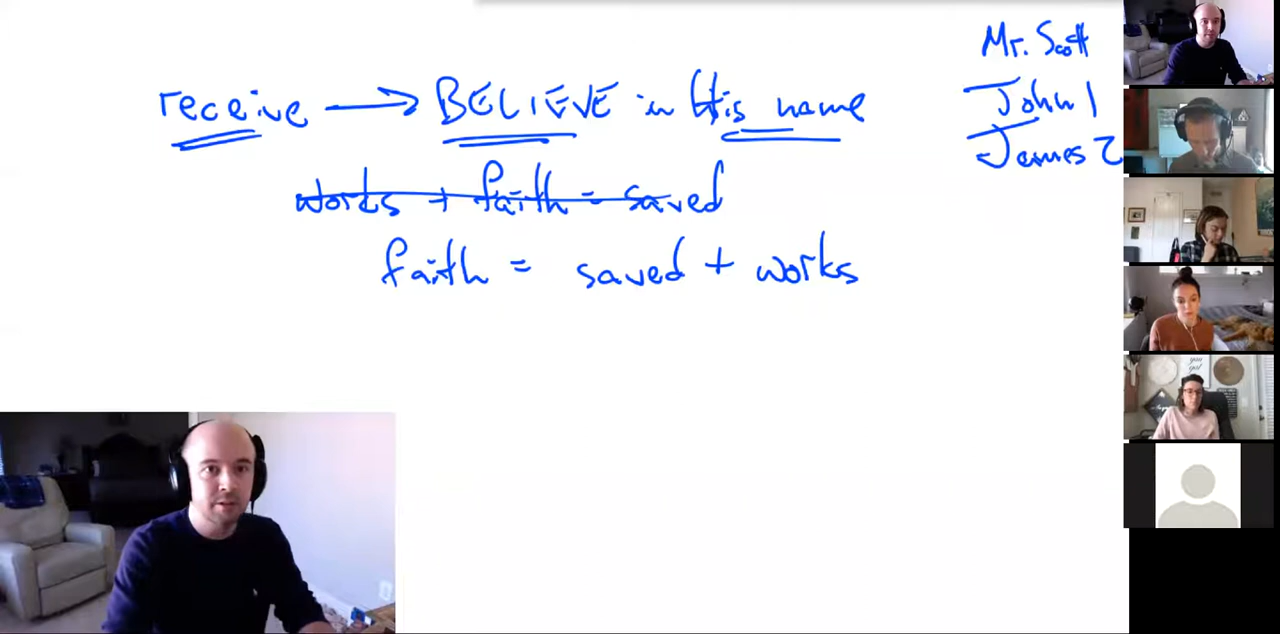 Mr. Scott
John 1
James 2
receive → BELIEVE in His name
works + faith = saved
faith = saved + works